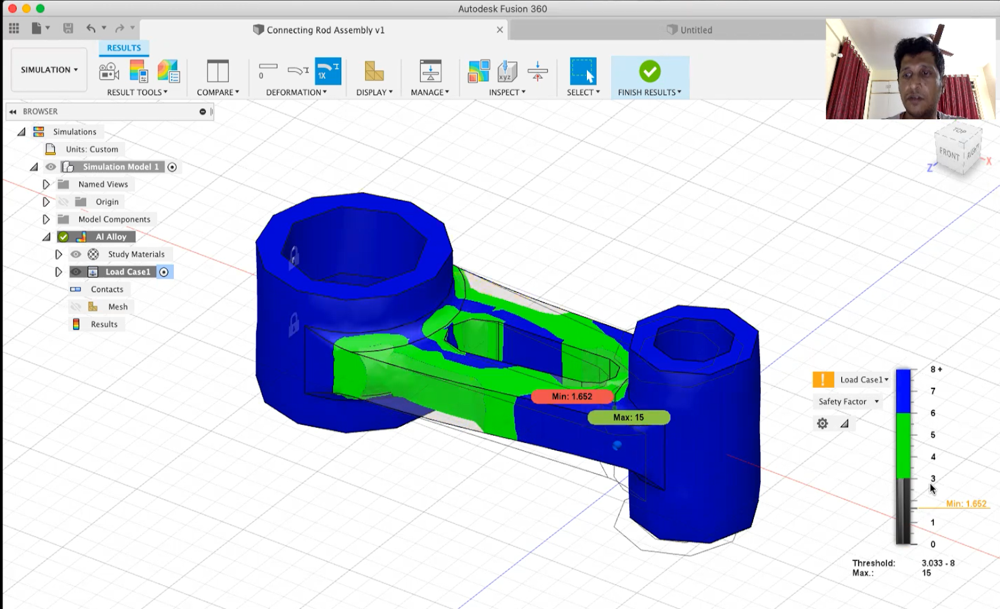 Autodesk Fusion 360
Connecting Rod Assembly v1
Untitled
RESULTS
SIMULATION
0
1X
xyz
RESULT TOOLS
COMPARE
DEFORMATION
DISPLAY
MANAGE
INSPECT
SELECT
FINISH RESULTS
BROWSER
Simulations
Units: Custom
Simulation Model 1
Named Views
Origin
Model Components
Al Alloy
Study Materials
Load Case1
Contacts
Mesh
Results
TOP
FRONT
RIGHT
Z
X
Min: 1.652
Max: 15
Load Case1
Safety Factor
8 +
7
6
5
4
3
Min: 1.652
1
0
Threshold: 3.033 - 8
Max.: 15